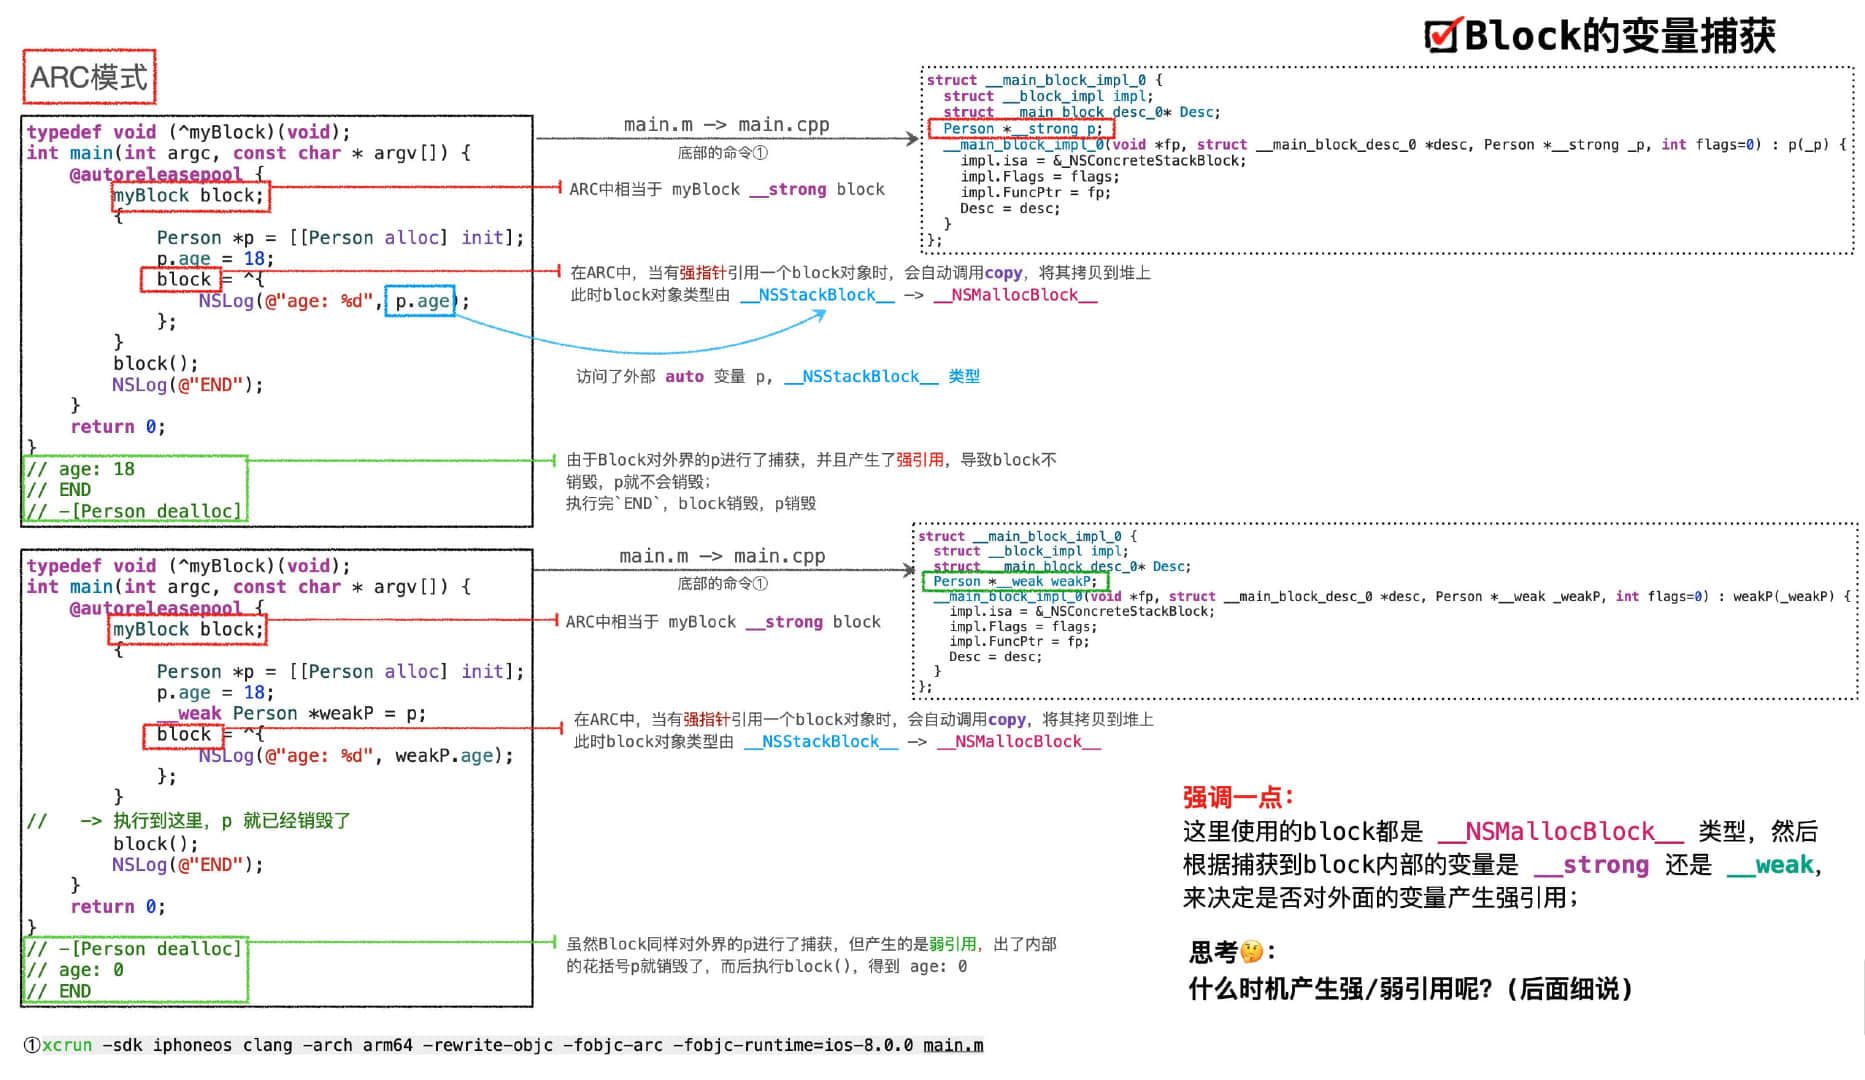 Block的变量捕获
ARC模式
typedef void (^myBlock)(void);
int main(int argc, const char * argv[]) {
@autoreleasepool {
myBlock block;
{
Person *p = [[Person alloc] init];
p.age = 18;
block = ^{
NSLog(@"age: %d", p.age);
};
}
block();
NSLog(@"END");
}
return 0;
}
// age: 18
// END
// -[Person dealloc]
main.m —> main.cpp
底部的命令①
ARC中相当于 myBlock __strong block
在ARC中，当有强指针引用一个block对象时，会自动调用copy，将其拷贝到堆上
此时block对象类型由 __NSStackBlock__ —> __NSMallocBlock__
访问了外部 auto 变量 p, __NSStackBlock__ 类型
由于Block对外界的p进行了捕获，并且产生了强引用，导致block不
销毁，p就不会销毁；
执行完`END`，block销毁，p销毁
struct __main_block_impl_0 {
struct __block_impl impl;
struct __main_block_desc_0* Desc;
Person *__strong p;
__main_block_impl_0(void *fp, struct __main_block_desc_0 *desc, Person *__strong _p, int flags=0) : p(_p) {
impl.isa = &_NSConcreteStackBlock;
impl.Flags = flags;
impl.FuncPtr = fp;
Desc = desc;
}
};
typedef void (^myBlock)(void);
int main(int argc, const char * argv[]) {
@autoreleasepool {
myBlock block;
{
Person *p = [[Person alloc] init];
p.age = 18;
__weak Person *weakP = p;
block = ^{
NSLog(@"age: %d", weakP.age);
};
}
// —> 执行到这里，p 就已经销毁了
block();
NSLog(@"END");
}
return 0;
}
// -[Person dealloc]
// age: 0
// END
main.m —> main.cpp
底部的命令①
ARC中相当于 myBlock __strong block
在ARC中，当有强指针引用一个block对象时，会自动调用copy，将其拷贝到堆上
此时block对象类型由 __NSStackBlock__ —> __NSMallocBlock__
虽然Block同样对外界的p进行了捕获，但产生的是弱引用，出了内部
的花括号p就销毁了，而后执行block()，得到 age: 0
struct __main_block_impl_0 {
struct __block_impl impl;
struct __main_block_desc_0* Desc;
Person *__weak weakP;
__main_block_impl_0(void *fp, struct __main_block_desc_0 *desc, Person *__weak _weakP, int flags=0) : weakP(_weakP) {
impl.isa = &_NSConcreteStackBlock;
impl.Flags = flags;
impl.FuncPtr = fp;
Desc = desc;
}
};
强调一点：
这里使用的block都是 __NSMallocBlock__ 类型，然后
根据捕获到block内部的变量是 __strong 还是 __weak，
来决定是否对外面的变量产生强引用；
思考🤔：
什么时机产生强/弱引用呢？(后面细说)
①xcrun -sdk iphoneos clang -arch arm64 -rewrite-objc -fobjc-arc -fobjc-runtime=ios-8.0.0 main.m